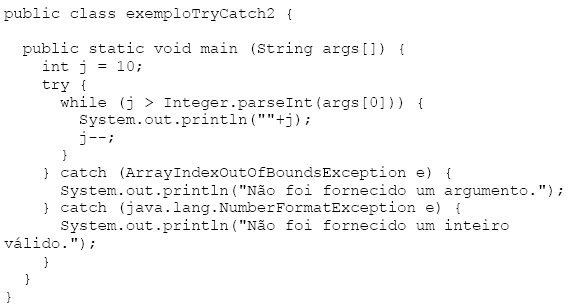 public class exemploTryCatch2 {
public static void main (String args[]) {
int j = 10;
try {
while (j > Integer.parseInt(args[0])) {
System.out.println(""+j);
j--;
}
} catch (ArrayIndexOutOfBoundsException e) {
System.out.println("Não foi fornecido um argumento.");
} catch (java.lang.NumberFormatException e) {
System.out.println("Não foi fornecido um inteiro
válido.");
}
}
}